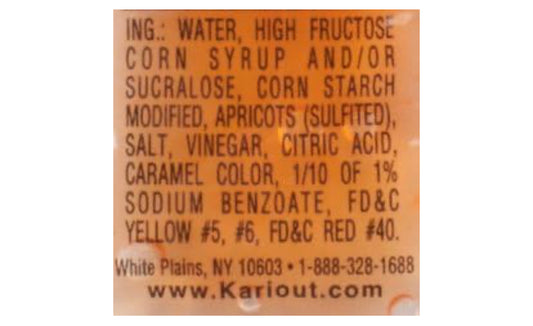 ING.: WATER, HIGH FRUCTOSE
CORN SYRUP AND/OR
SUCRALOSE, CORN STARCH
MODIFIED, APRICOTS (SULFITED),
SALT, VINEGAR, CITRIC ACID,
CARAMEL COLOR, 1/10 OF 1%
SODIUM BENZOATE, FD&C
YELLOW #5, #6, FD&C RED #40.
White Plains, NY 10603 • 1-888-328-1688
www.Kariout.com